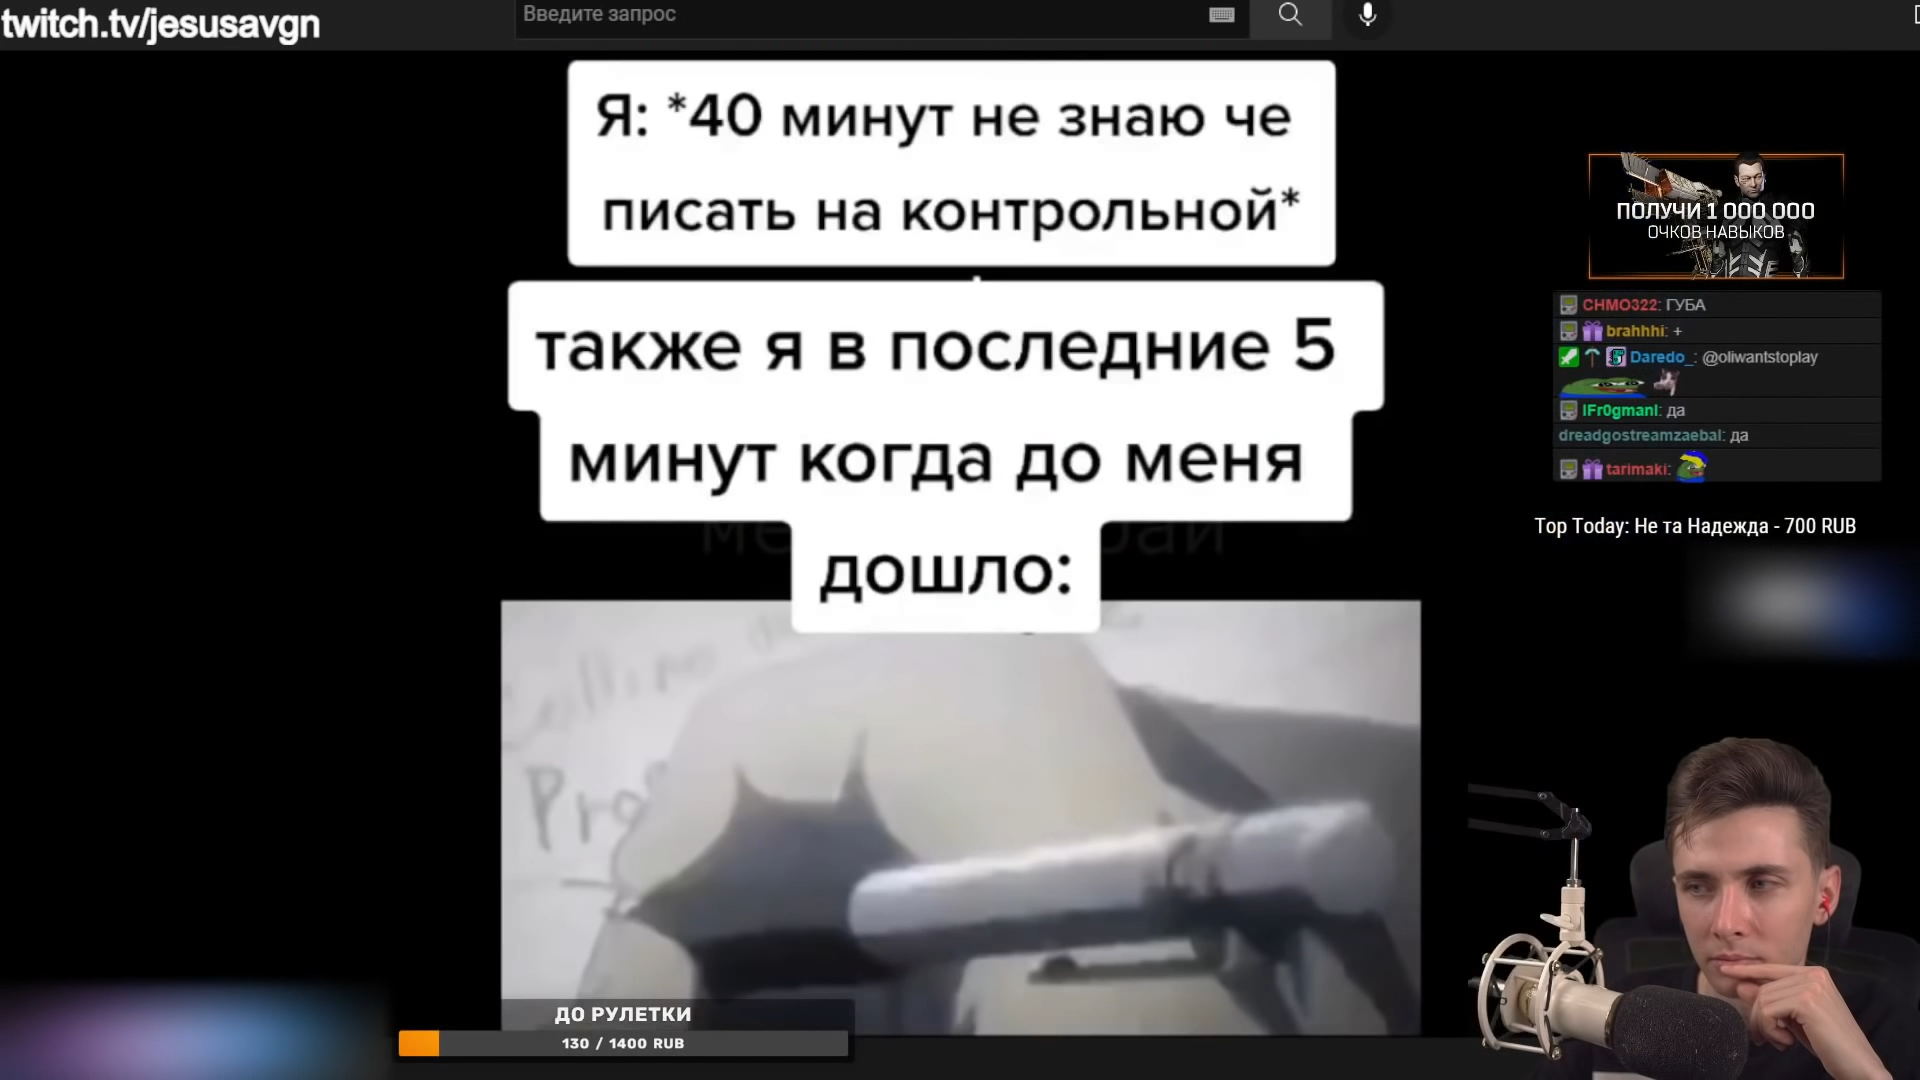 twitch.tv/jesusavgn
Введите запрос
Я: *40 минут не знаю че
писать на контрольной*
также я в последние 5
минут когда до меня
дошло:
ПОЛУЧИ 1 000 000
ОЧКОВ НАВЫКОВ
CHMO322: ГУБА
brahhhi: +
Daredo_: @oliwantstoplay
IFr0gmanI: да
dreadgostreamzaebal: да
tarimaki:
Top Today: Не та Надежда - 700 RUB
ДО РУЛЕТКИ
130 / 1400 RUB